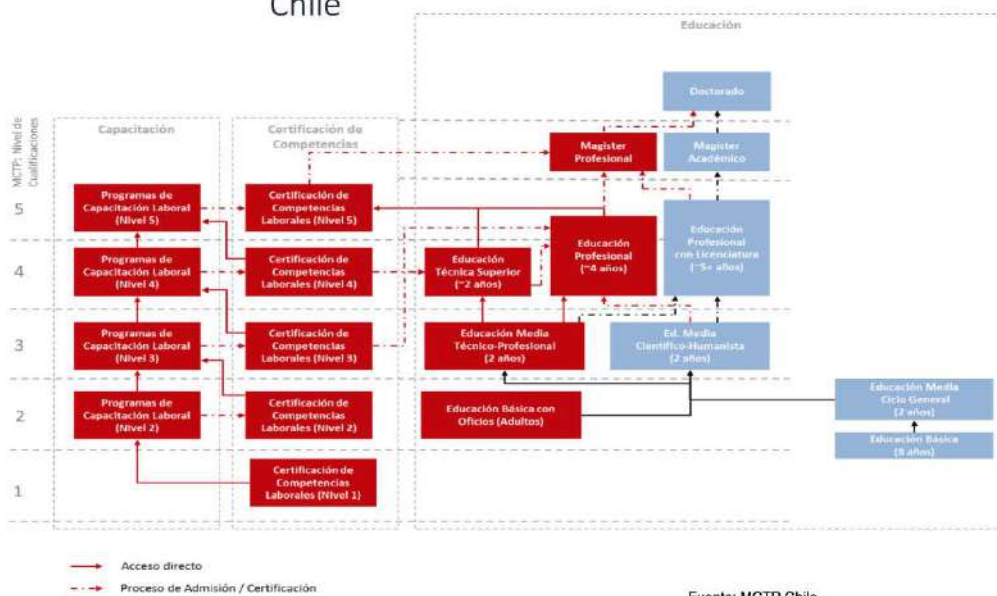 Chile
Educación
MCTP: Nivel de
Cualificaciones
Capacitación
Certificación de
Competencias
Doctorado
Magister
Profesional
Magister
Académico
5
Programas de
Capacitación Laboral
(Nivel 5)
Certificación de
Competencias
Laborales (Nivel 5)
4
Programas de
Capacitación Laboral
(Nivel 4)
Certificación de
Competencias
Laborales (Nivel 4)
Educación
Técnica Superior
(~2 años)
Educación
Profesional
(~4 años)
Educación
Profesional
con Licenciatura
(~5+ años)
3
Programas de
Capacitación Laboral
(Nivel 3)
Certificación de
Competencias
Laborales (Nivel 3)
Educación Media
Técnico-Profesional
(2 años)
Ed. Media
Científico-Humanista
(2 años)
2
Programas de
Capacitación Laboral
(Nivel 2)
Certificación de
Competencias
Laborales (Nivel 2)
Educación Básica con
Oficios (Adultos)
Educación Media
Ciclo General
(2 años)
Educación Básica
(8 años)
1
Certificación de
Competencias
Laborales (Nivel 1)
Acceso directo
Proceso de Admisión / Certificación
Fuente: MCTP Chile